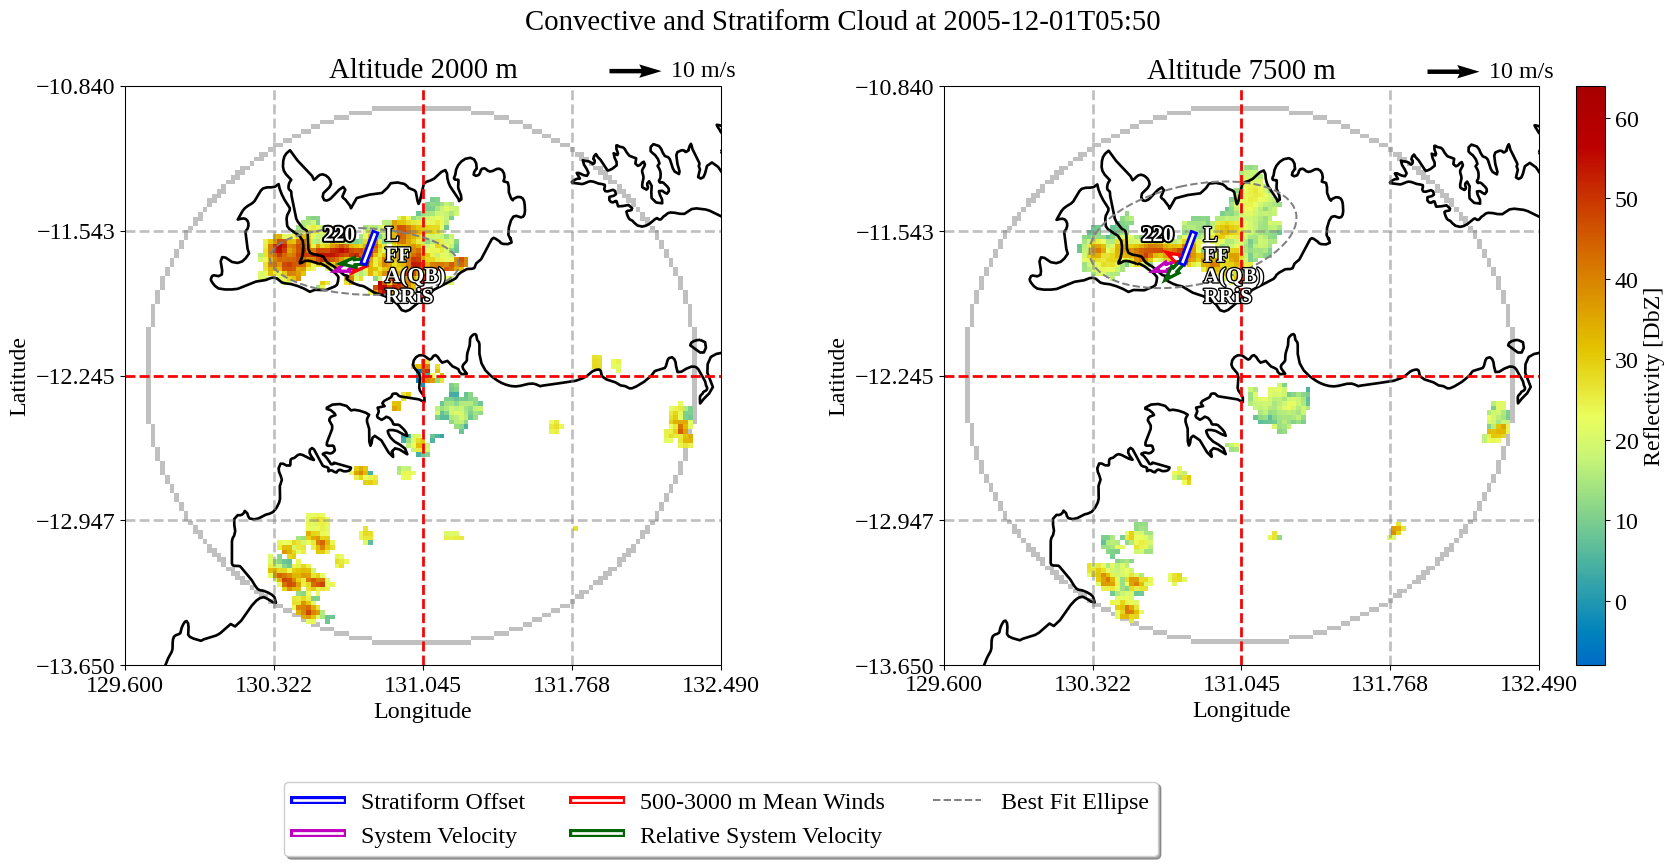 Convective and Stratiform Cloud at 2005-12-01T05:50
Altitude 2000 m
10 m/s
Altitude 7500 m
10 m/s
−10.840
−11.543
−12.245
−12.947
−13.650
Latitude
129.600
130.322
131.045
131.768
132.490
Longitude
220
L
FF
A(QB)
RRiS
−10.840
−11.543
−12.245
−12.947
−13.650
Latitude
129.600
130.322
131.045
131.768
132.490
Longitude
220
L
FF
A(QB)
RRiS
60
50
40
30
20
10
0
Reflectivity [DbZ]
Stratiform Offset
System Velocity
500-3000 m Mean Winds
Relative System Velocity
Best Fit Ellipse